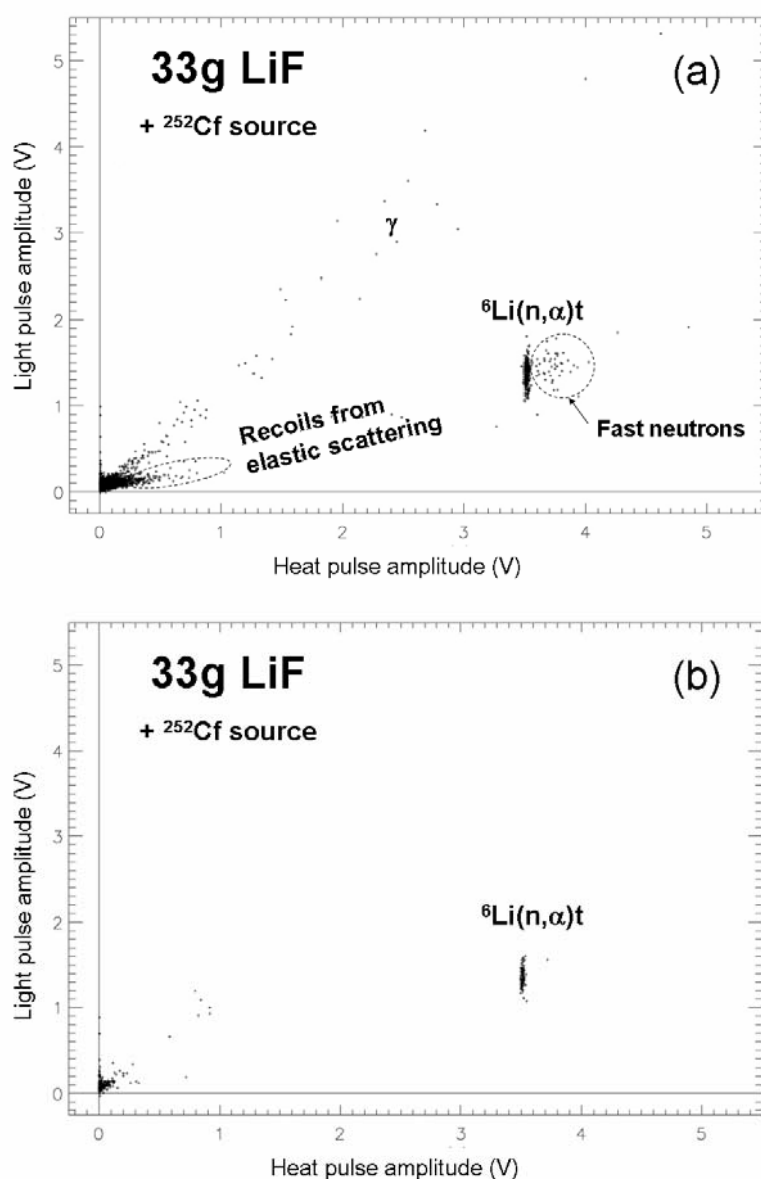 33g LiF
(a)
+ ²⁵²Cf source
γ
⁶Li(n,α)t
Recoils from
elastic scattering
Fast neutrons
5
4
3
2
1
0
Light pulse amplitude (V)
0 1 2 3 4 5
Heat pulse amplitude (V)
33g LiF
(b)
+ ²⁵²Cf source
⁶Li(n,α)t
5
4
3
2
1
0
Light pulse amplitude (V)
0 1 2 3 4 5
Heat pulse amplitude (V)